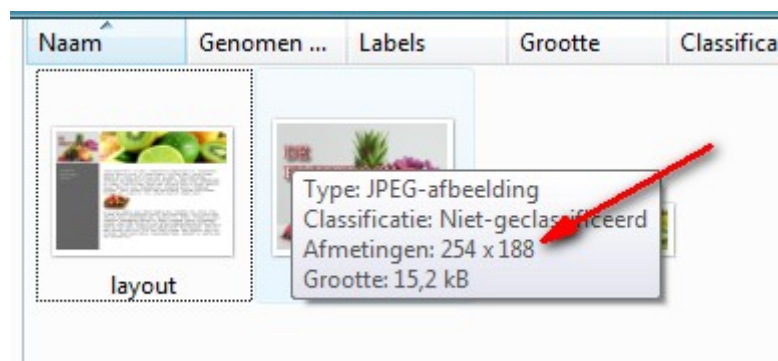 Naam Genomen ... Labels Grootte Classifica
DE
Type: JPEG-afbeelding
Classificatie: Niet-geclassificeerd
Afmetingen: 254 x 188
Grootte: 15,2 kB
layout